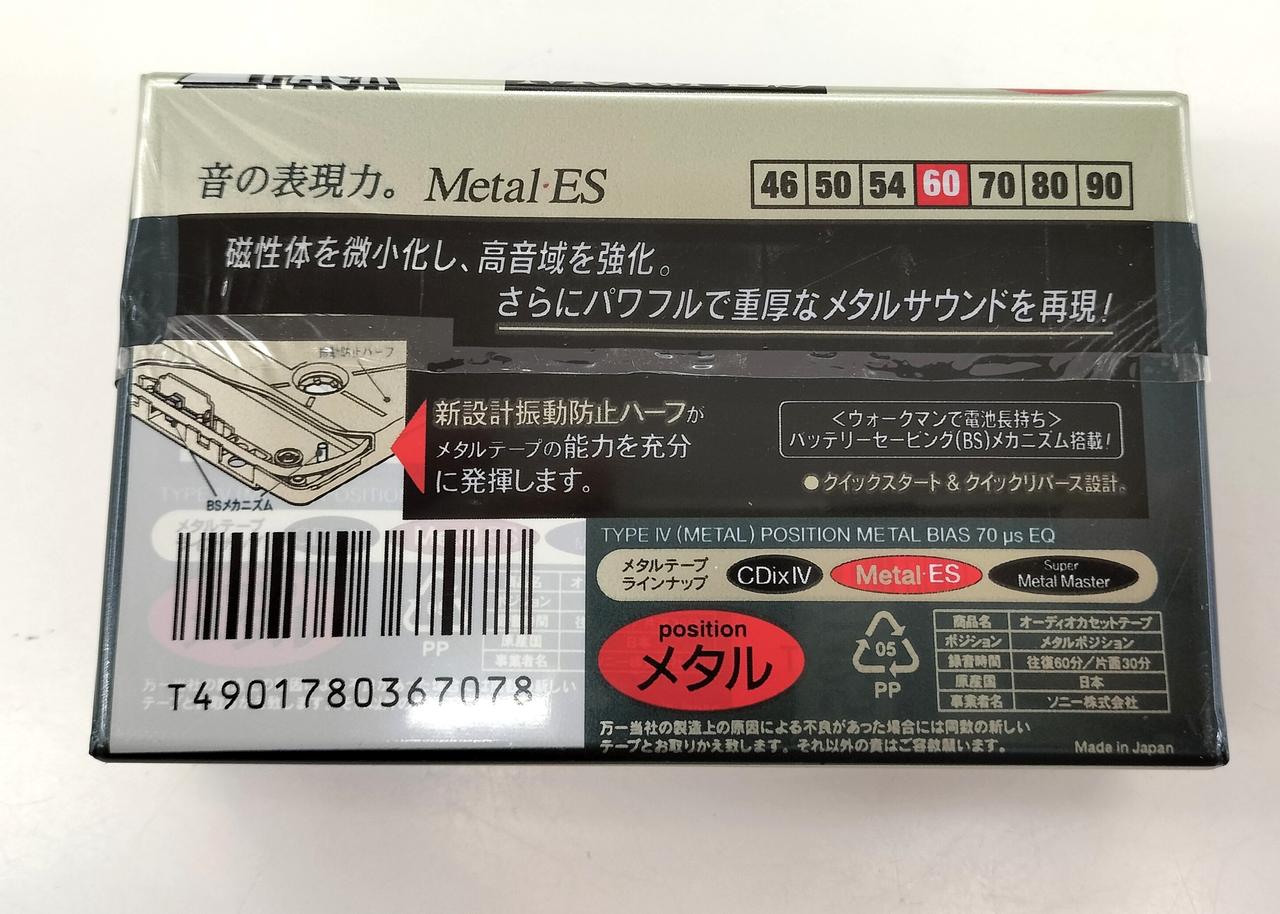 音の表現力。 Metal·ES
46 50 54 60 70 80 90
磁性体を微小化し、高音域を強化。
さらにパワフルで重厚なメタルサウンドを再現!
振動防止ハーフ
BSメカニズム
新設計振動防止ハーフが
メタルテープの能力を充分
に発揮します。
<ウォークマンで電池長持ち>
バッテリーセービング(BS)メカニズム搭載!
●クイックスタート & クイックリバース設計。
T4901780367078
TYPE IV (METAL) POSITION METAL BIAS 70 µs EQ
メタルテープ
ラインナップ
CDixIV
Metal·ES
Super
Metal Master
position
メタル
05
PP
商品名 オーディオカセットテープ
ポジション メタルポジション
録音時間 往復60分/片面30分
原産国 日本
事業者名 ソニー株式会社
万一当社の製造上の原因による不良があった場合には同数の新しい
テープとお取りかえ致します。それ以外の責はご容赦願います。
Made in Japan